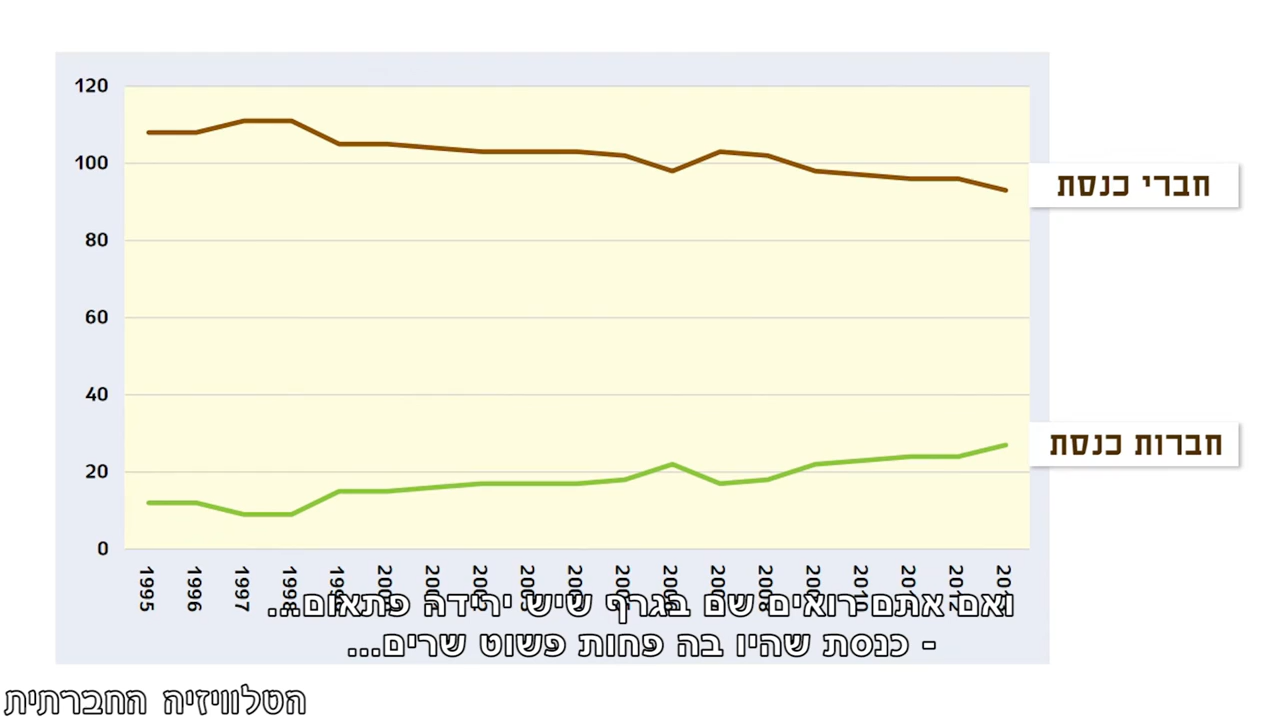 120
100
80
60
40
20
0
חברי כנסת
חברות כנסת
1995
1996
1997
1998
ואם אתם רואים שם בגרף שיש ירידה פתאום...
- כנסת שהיו בה פחות פשוט שרים...
הטלוויזיה החברתית